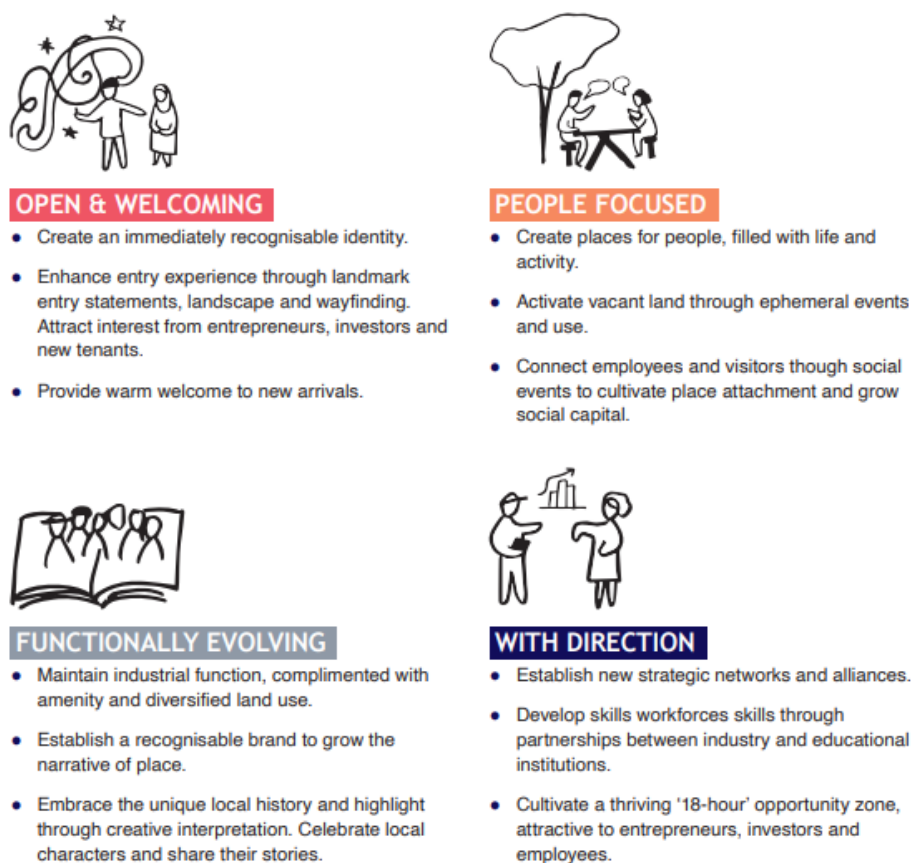 OPEN & WELCOMING
● Create an immediately recognisable identity.
● Enhance entry experience through landmark
entry statements, landscape and wayfinding.
Attract interest from entrepreneurs, investors and
new tenants.
● Provide warm welcome to new arrivals.
PEOPLE FOCUSED
● Create places for people, filled with life and
activity.
● Activate vacant land through ephemeral events
and use.
● Connect employees and visitors though social
events to cultivate place attachment and grow
social capital.
FUNCTIONALLY EVOLVING
● Maintain industrial function, complimented with
amenity and diversified land use.
● Establish a recognisable brand to grow the
narrative of place.
● Embrace the unique local history and highlight
through creative interpretation. Celebrate local
characters and share their stories.
WITH DIRECTION
● Establish new strategic networks and alliances.
● Develop skills workforces skills through
partnerships between industry and educational
institutions.
● Cultivate a thriving '18-hour' opportunity zone,
attractive to entrepreneurs, investors and
employees.